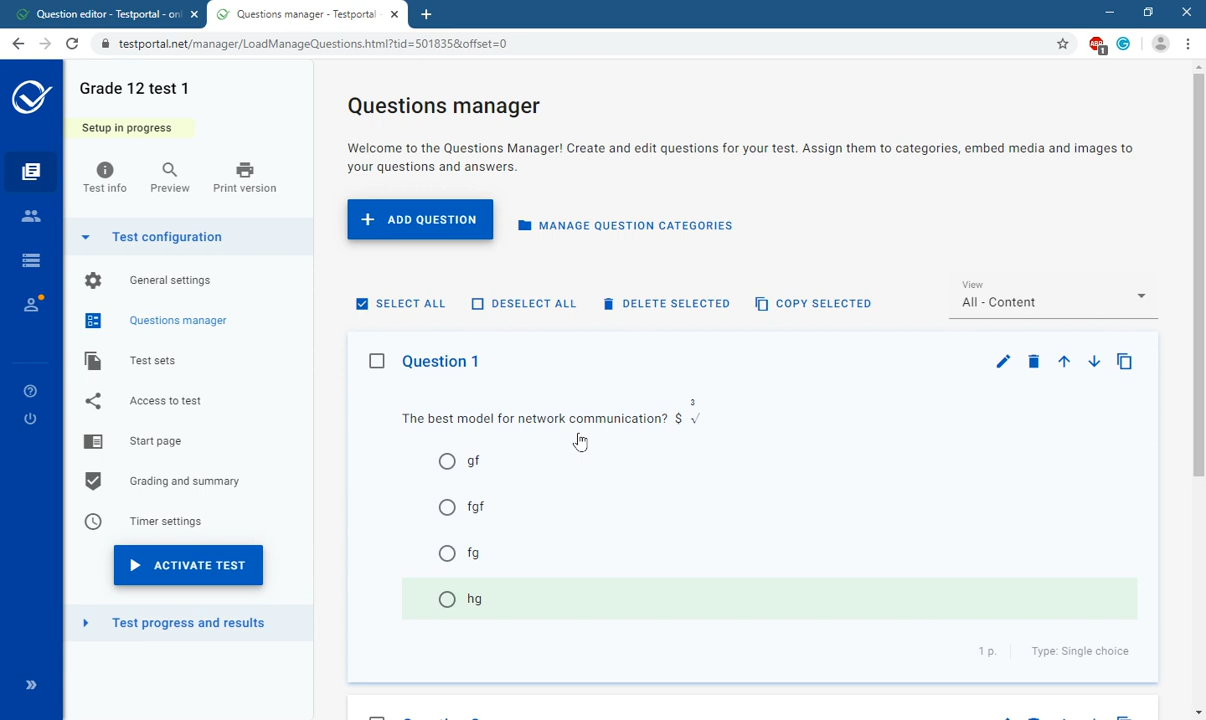 Question editor - Testportal - onl
Questions manager - Testportal
testportal.net/manager/LoadManageQuestions.html?tid=501835&offset=0
ABP
1
G
Grade 12 test 1
Setup in progress
Test info
Preview
Print version
Test configuration
General settings
Questions manager
Test sets
Access to test
Start page
Grading and summary
Timer settings
ACTIVATE TEST
Test progress and results
Questions manager
Welcome to the Questions Manager! Create and edit questions for your test. Assign them to categories, embed media and images to
your questions and answers.
+ ADD QUESTION
MANAGE QUESTION CATEGORIES
SELECT ALL
DESELECT ALL
DELETE SELECTED
COPY SELECTED
View
All - Content
Question 1
The best model for network communication? $ ∛
gf
fgf
fg
hg
1 p.
Type: Single choice